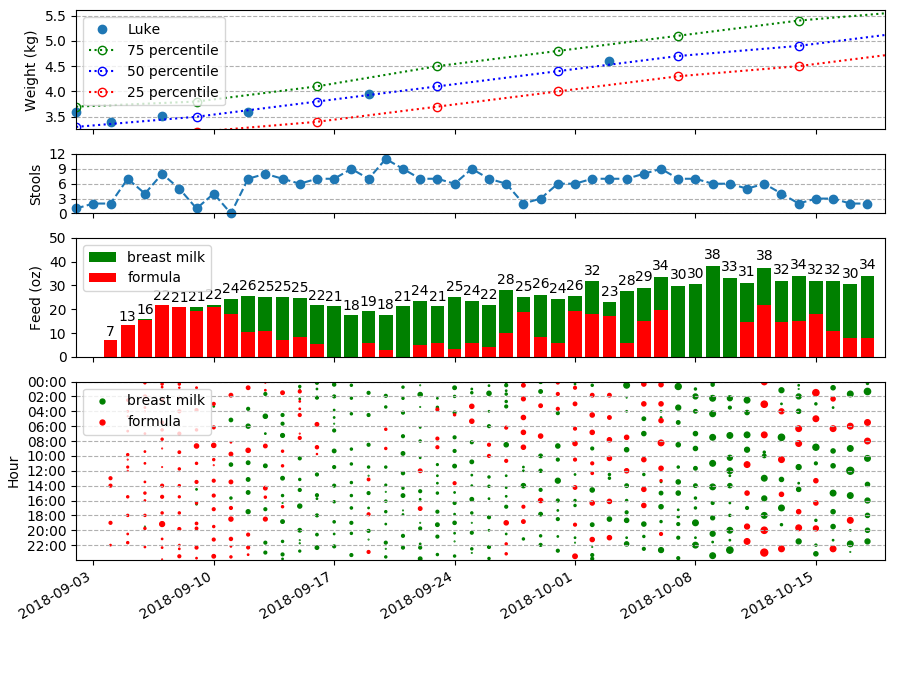 Weight (kg)
5.5
5.0
4.5
4.0
3.5
Luke
75 percentile
50 percentile
25 percentile
Stools
12
9
6
3
0
Feed (oz)
50
40
30
20
10
0
breast milk
formula
7 13 16 22 21 21 22 24 26 25 25 25 22 21 18 19 18 21 24 21 25 24 22 28 25 26 24 26 32 23 28 29 34 30 30 38 33 31 38 32 34 32 32 30 34
Hour
00:00
02:00
04:00
06:00
08:00
10:00
12:00
14:00
16:00
18:00
20:00
22:00
breast milk
formula
2018-09-03 2018-09-10 2018-09-17 2018-09-24 2018-10-01 2018-10-08 2018-10-15